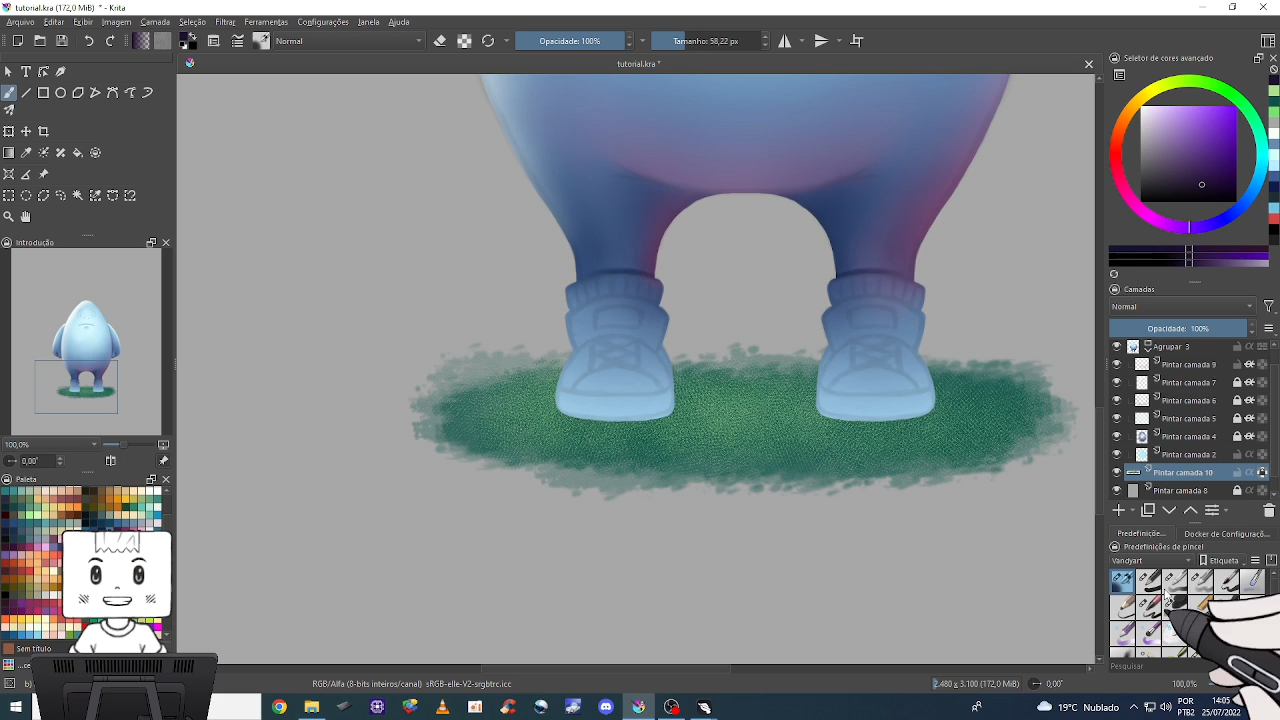 tutorial.kra (172,0 MiB) * - Krita
Arquivo Editar Exibir Imagem Camada Seleção Filtrar Ferramentas Configurações Janela Ajuda
Normal
Opacidade: 100%
Tamanho: 58,22 px
tutorial.kra *
Seletor de cores avançado
Introdução
100,0%
0,00°
Paleta
Sem título
Camadas
Normal
Opacidade: 100%
Agrupar 3
Pintar camada 9
Pintar camada 7
Pintar camada 6
Pintar camada 5
Pintar camada 4
Pintar camada 2
Pintar camada 10
Pintar camada 8
Predefiniçõe...
Docker de Configuraçõ...
Predefinições de pincel
Vandyart
Etiqueta
Pesquisar
RGB/Alfa (8-bits inteiros/canal) sRGB-elle-V2-srgbtrc.icc
2.480 x 3.100 (172,0 MiB)
0,00°
100,0%
19°C Nublado
POR
PTB2
14:05
25/07/2022